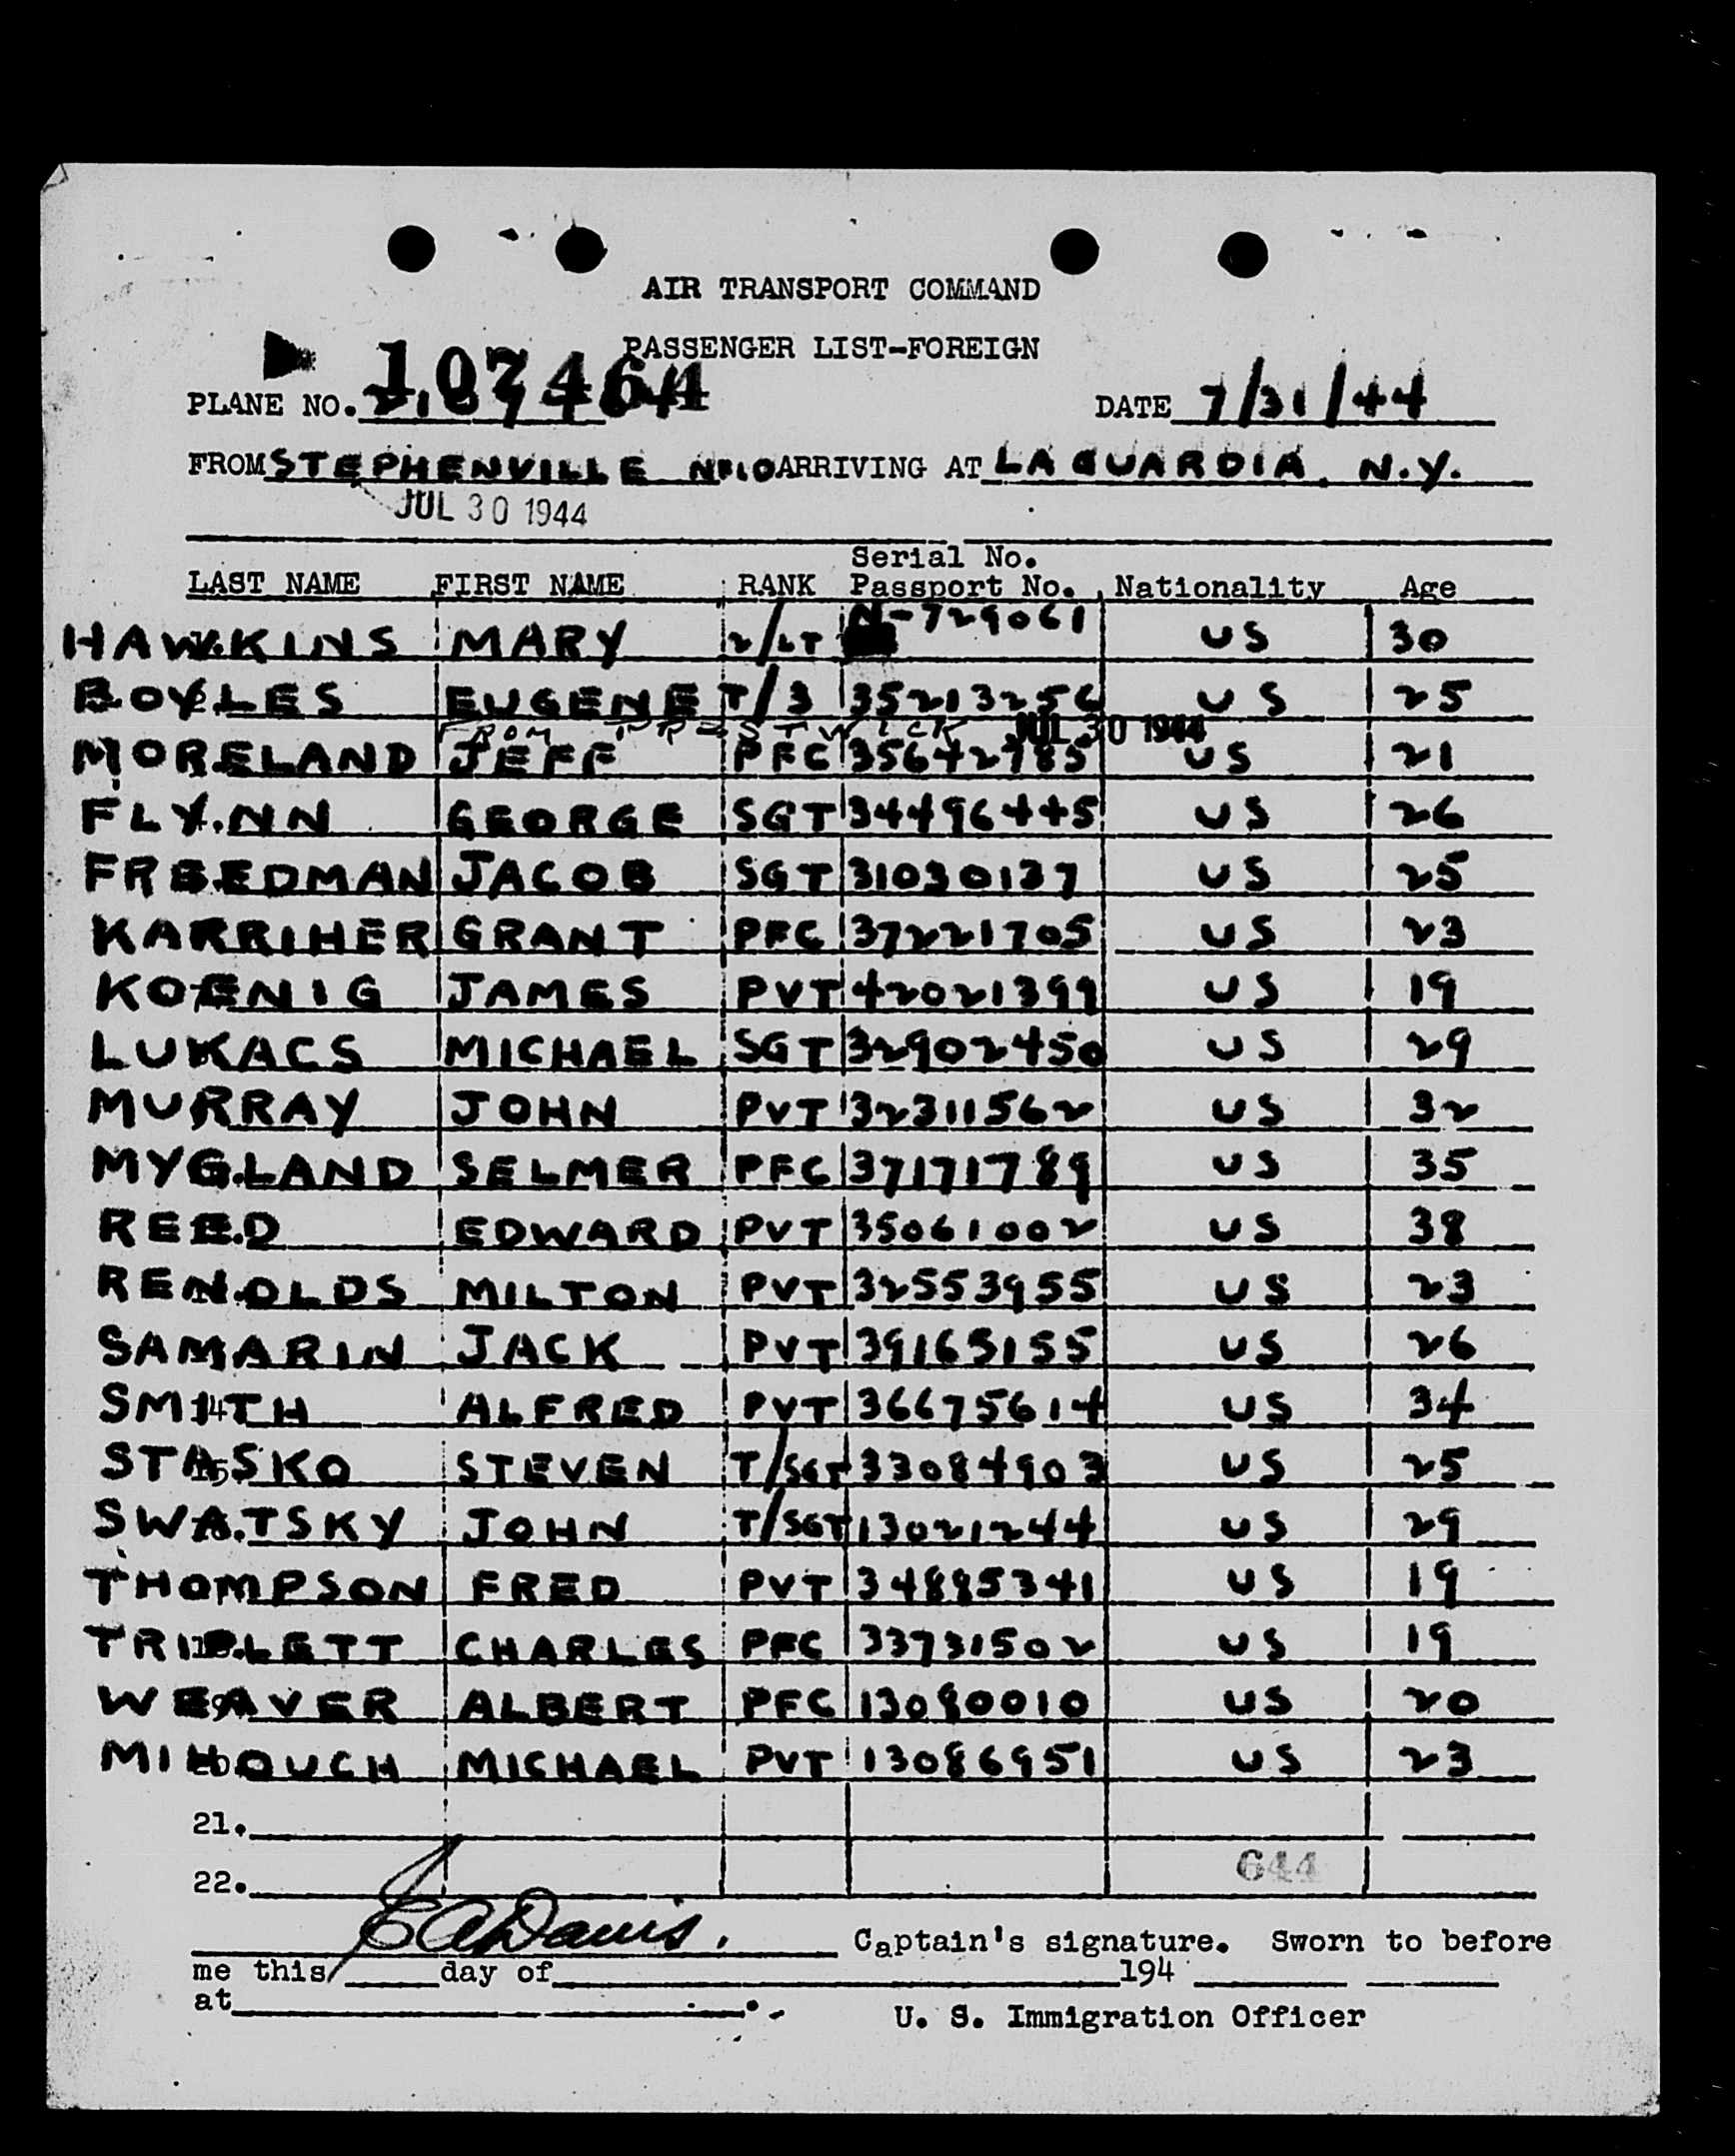 AIR TRANSPORT COMMAND
PASSENGER LIST-FOREIGN
107464
PLANE NO. DATE 7/31/44
FROM STEPHENVILLE NFLD ARRIVING AT LA GUARDIA, N.Y.
JUL 30 1944
Serial No.
LAST NAME FIRST NAME RANK Passport No. Nationality Age
HAWKINS MARY 2/LT N-729061 US 30
BOYLES EUGENE T/3 35213256 US 25
FROM PRESTWICK JUL 30 1944
MORELAND JEFF PFC 35642785 US 21
FLYNN GEORGE SGT 34496445 US 26
FREEDMAN JACOB SGT 31030137 US 25
KARRIHER GRANT PFC 37221705 US 23
KOENIG JAMES PVT 42021399 US 19
LUKACS MICHAEL SGT 32902450 US 29
MURRAY JOHN PVT 32311562 US 32
MYGLAND SELMER PFC 37171789 US 35
REED EDWARD PVT 35061002 US 38
RENOLDS MILTON PVT 32553955 US 23
SAMARIN JACK PVT 39165155 US 26
SMITH ALFRED PVT 36675614 US 34
STASKO STEVEN T/SGT 33084903 US 25
SWATSKY JOHN T/SGT 13021244 US 29
THOMPSON FRED PVT 34885341 US 19
TRIPLETT CHARLES PFC 33731502 US 19
WEAVER ALBERT PFC 13080010 US 20
MIHOUCH MICHAEL PVT 13086951 US 23
21.
22. 644
E A Davis. Captain's signature. Sworn to before
me this day of 194
at
U. S. Immigration Officer